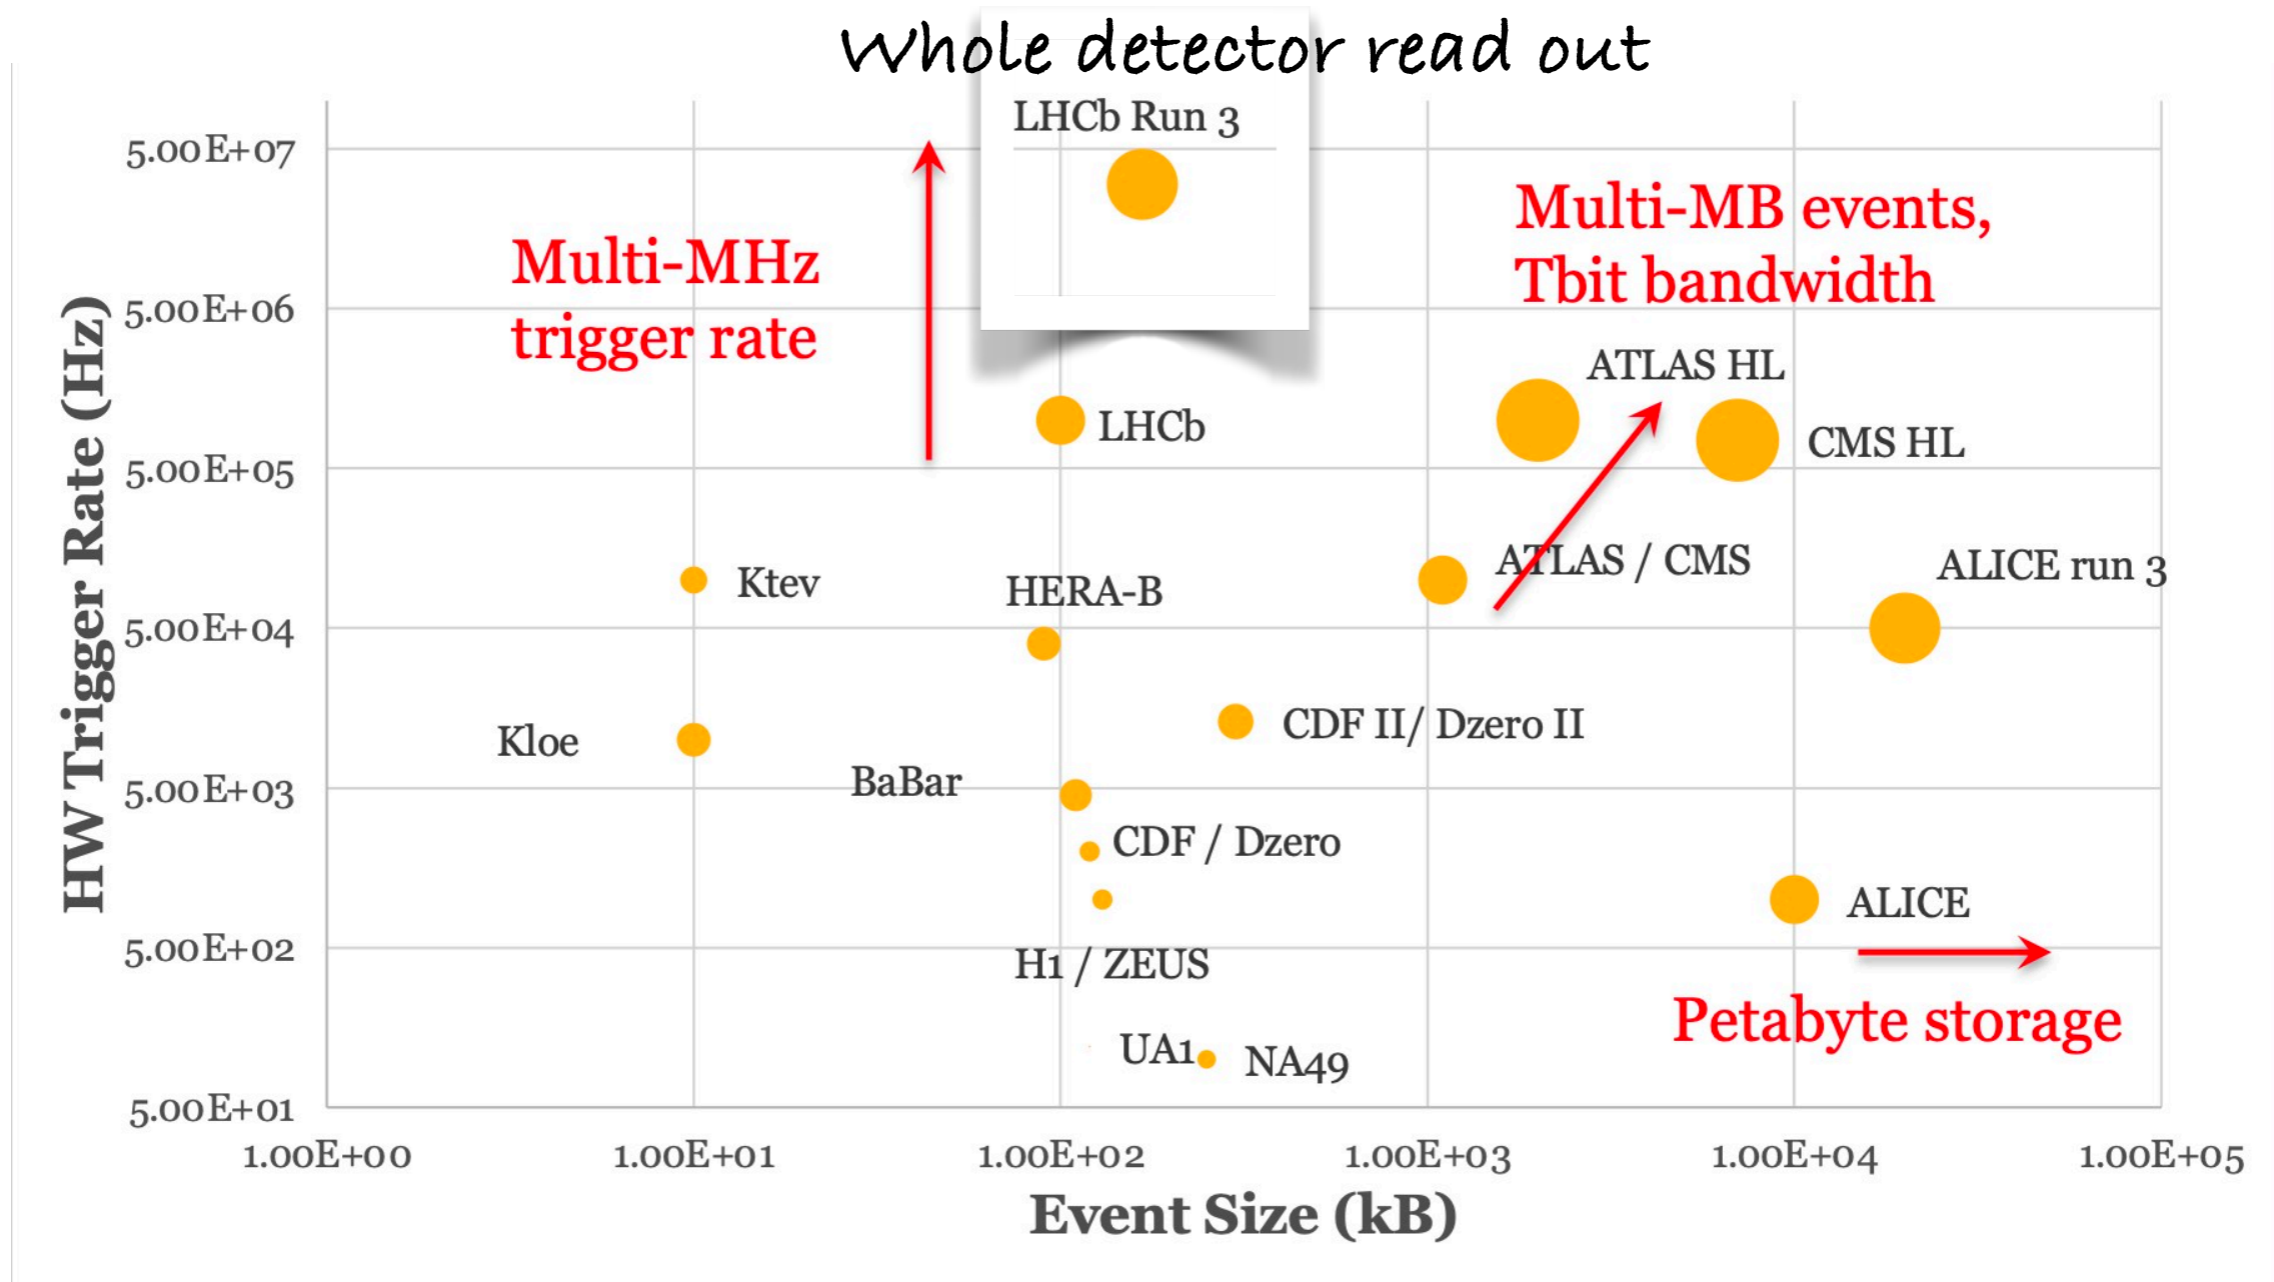 Whole detector read out
LHCb Run 3
5.00E+07
Multi-MHz
trigger rate
Multi-MB events,
Tbit bandwidth
5.00E+06
ATLAS HL
LHCb
CMS HL
5.00E+05
Ktev
HERA-B
ATLAS / CMS
ALICE run 3
5.00E+04
Kloe
CDF II/ Dzero II
BaBar
5.00E+03
CDF / Dzero
ALICE
5.00E+02
H1 / ZEUS
Petabyte storage
UA1
NA49
5.00E+01
HW Trigger Rate (Hz)
1.00E+00
1.00E+01
1.00E+02
1.00E+03
1.00E+04
1.00E+05
Event Size (kB)